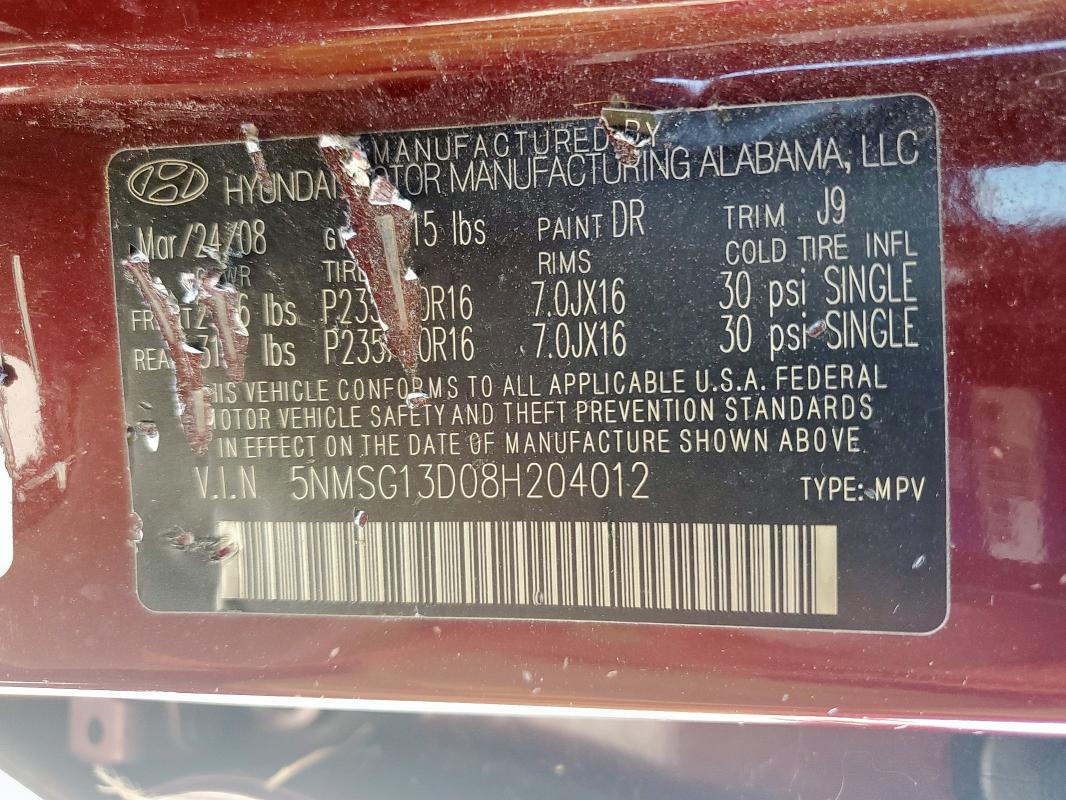 MANUFACTURED BY
HYUNDAI MOTOR MANUFACTURING ALABAMA, LLC
Mar/24/08 lbs PAINT DR TRIM J9
RIMS COLD TIRE INFL
lbs 7.0JX16 30 psi SINGLE
lbs 7.0JX16 30 psi SINGLE
THIS VEHICLE CONFORMS TO ALL APPLICABLE U.S.A. FEDERAL
MOTOR VEHICLE SAFETY AND THEFT PREVENTION STANDARDS
IN EFFECT ON THE DATE OF MANUFACTURE SHOWN ABOVE.
V.I.N 5NMSG13D08H204012 TYPE: MPV